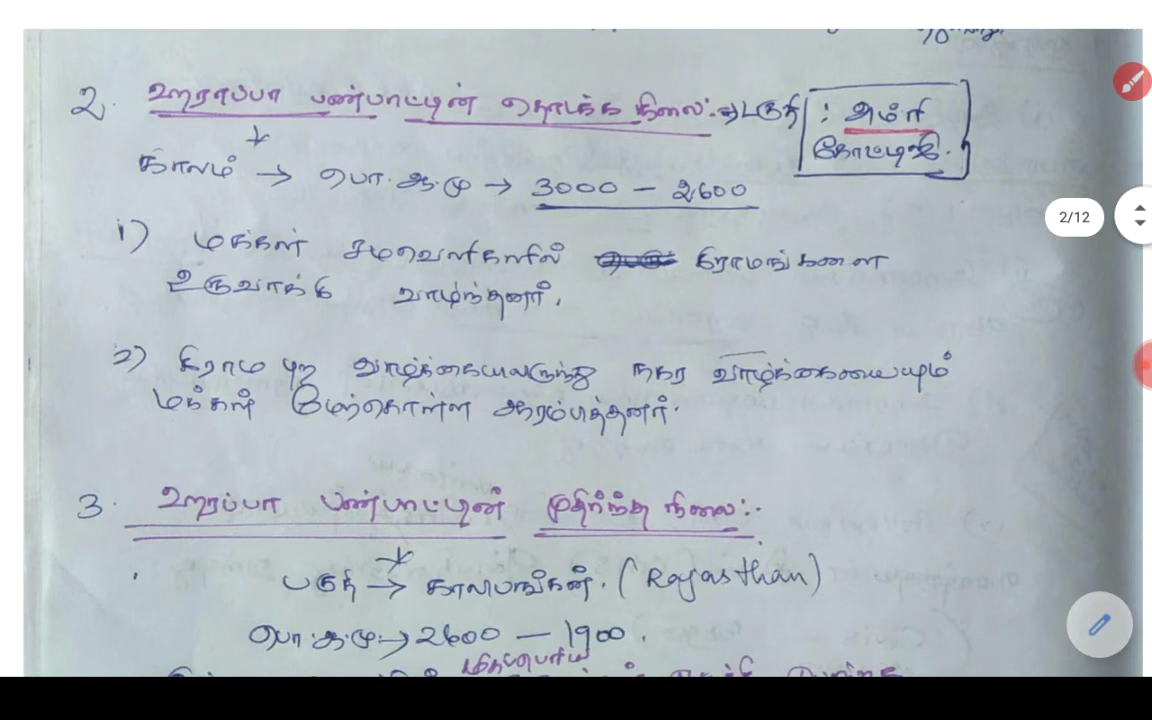 2. ஹரப்பா பண்பாட்டின் தொடக்க நிலை:- பகுதி : அம்ரி
கோட்டிஜி.
காலம் → பொ.ஆ.மு → 3000 – 2600
1) மக்கள் சமவெளிகளில் கிராமங்களை
உருவாக்கி வாழ்ந்தனர்.
2) கிராம புற வாழ்க்கையிலிருந்து நகர வாழ்க்கையையும்
மக்கள் மேற்கொள்ள ஆரம்பித்தனர்.
2/12
3. ஹரப்பா பண்பாட்டின் முதிர்ந்த நிலை:-
பகுதி → காலிபங்கன். (Rajasthan)
பொ.ஆ.மு → 2600 – 1900.
மிகப்பெரிய